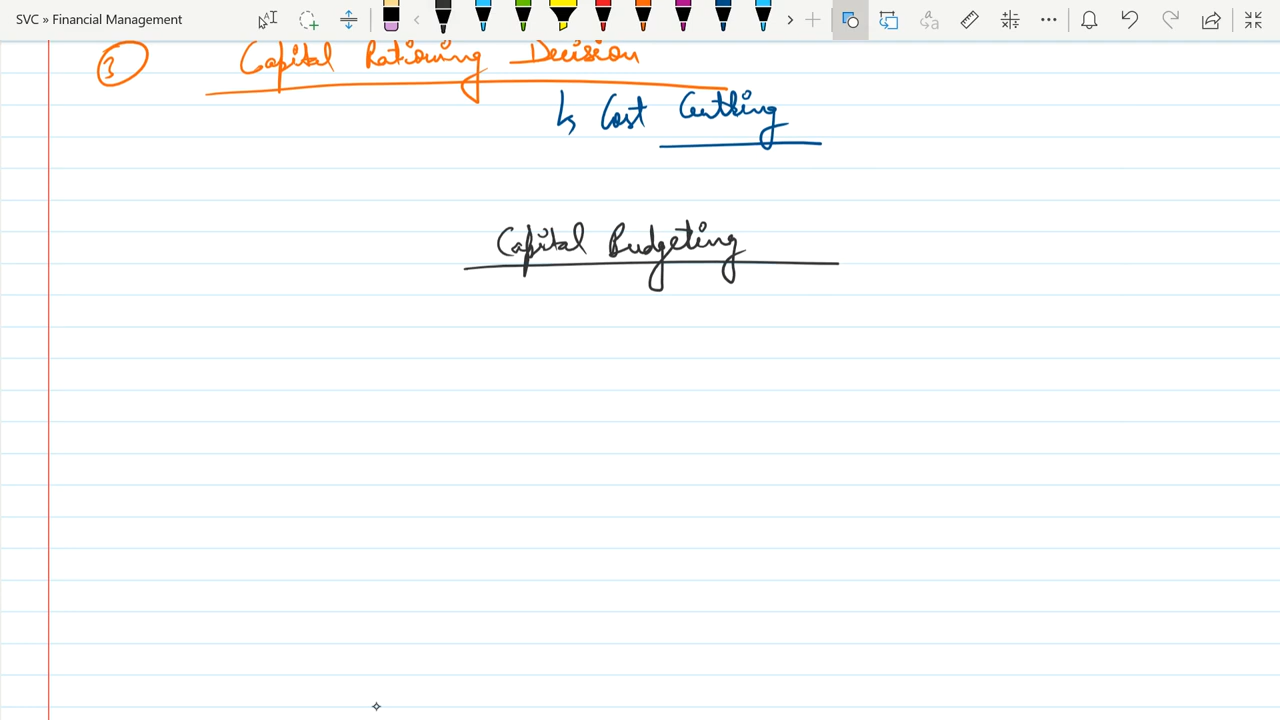 SVC » Financial Management
③ Capital Rationing Decision
↳ Cost Cutting
Capital Budgeting